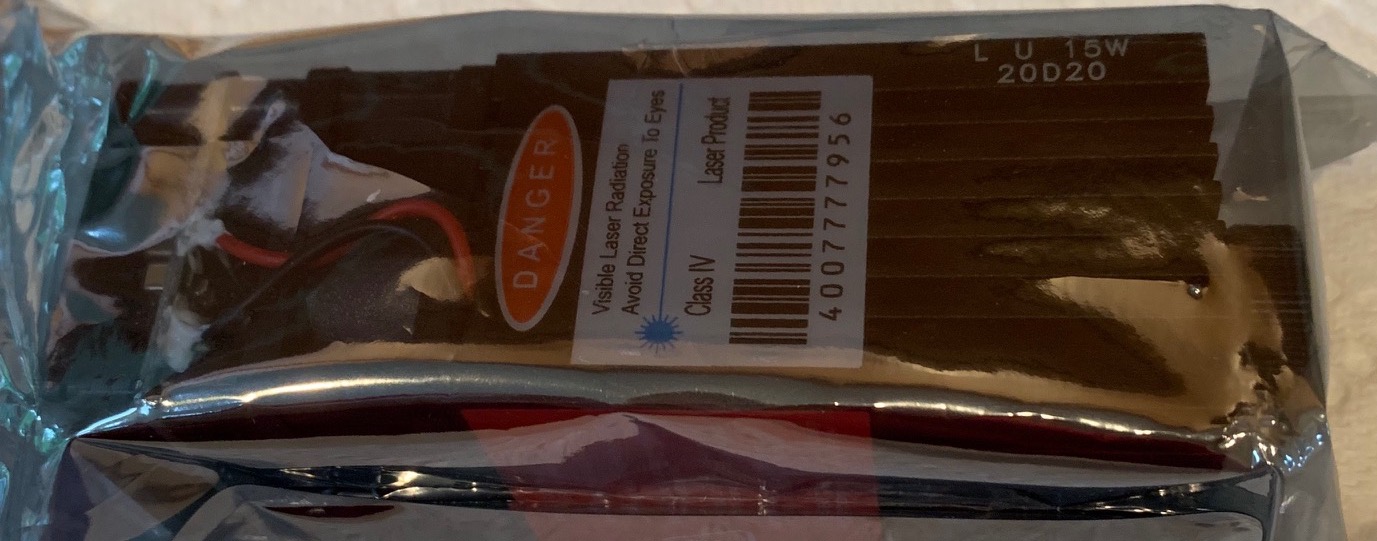 L U 15W
20D20
DANGER
Visible Laser Radiation
Avoid Direct Exposure To Eyes
Class IV Laser Product
4007777956